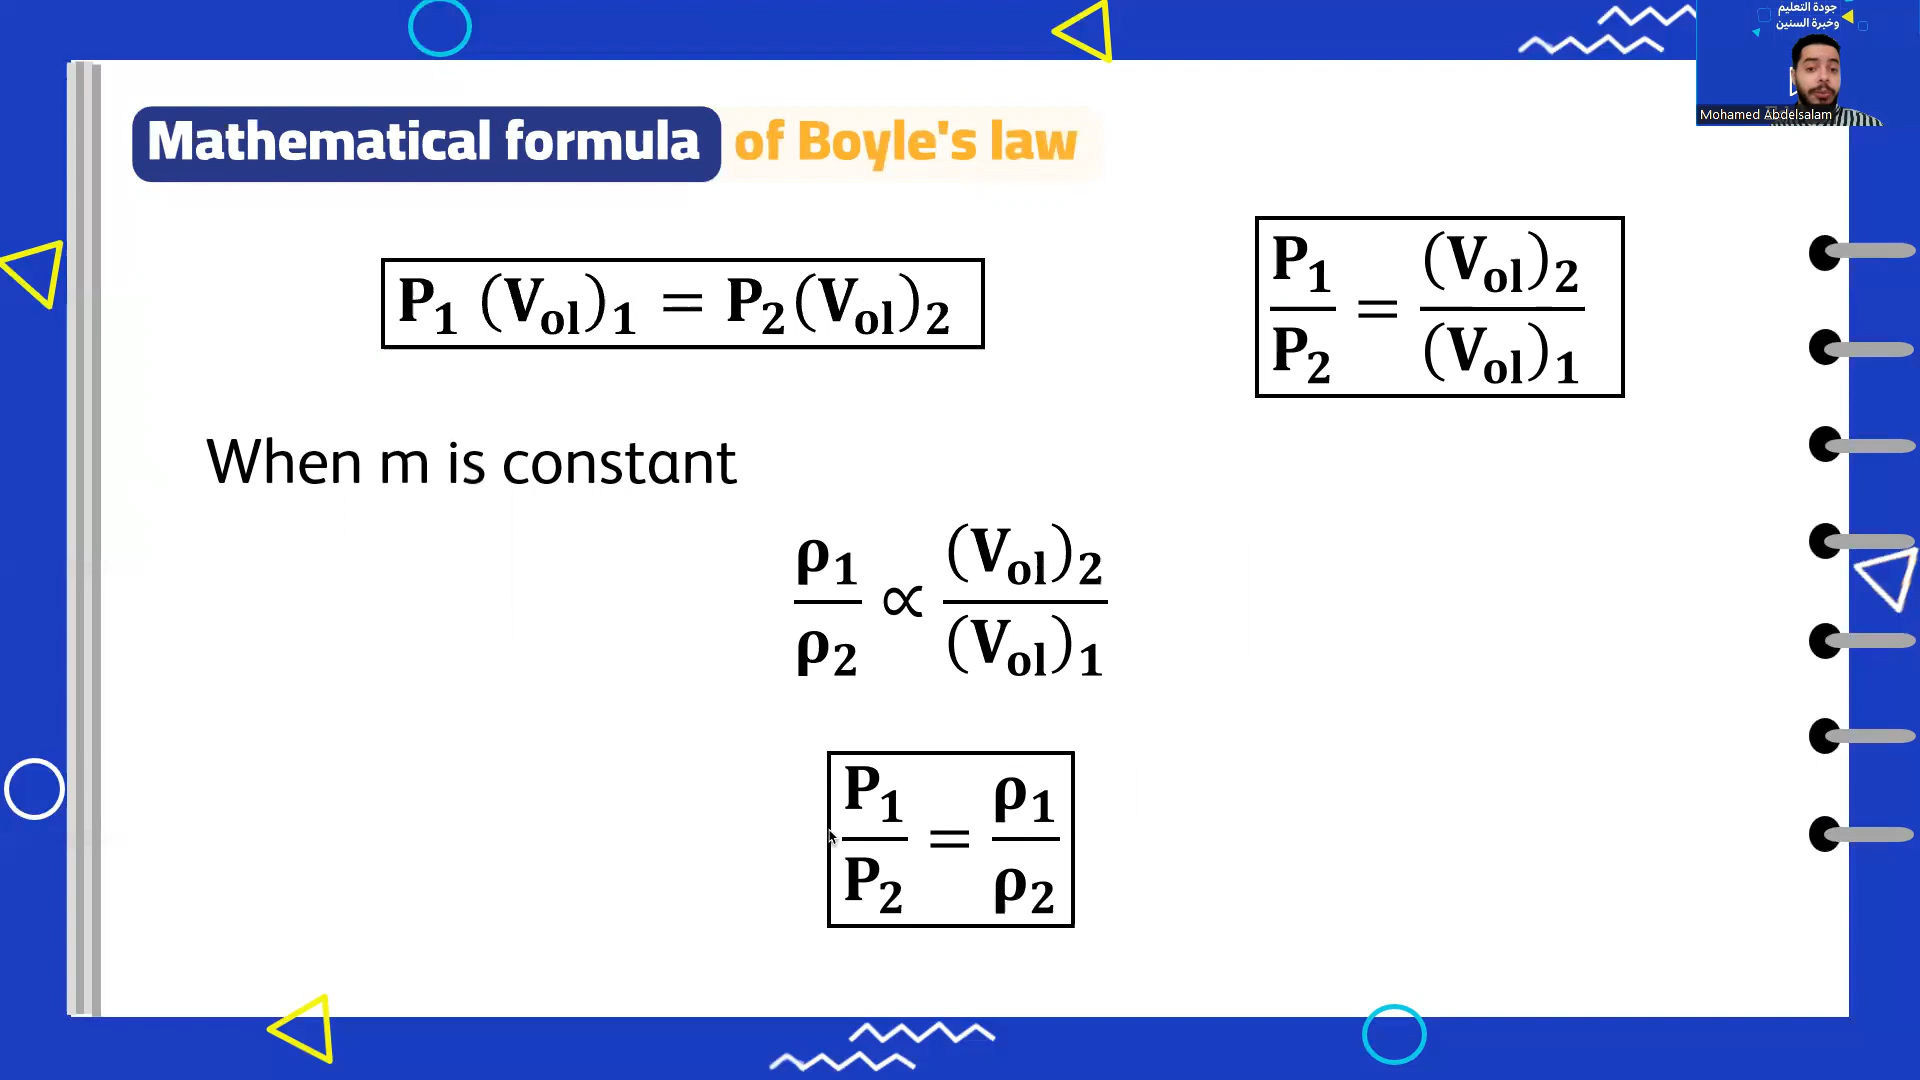 جودة التعليم
وخبرة السنين
Mohamed Abdelsalam
Mathematical formula of Boyle's law
P₁ (Vol)₁ = P₂(Vol)₂
P₁/P₂ = (Vol)₂/(Vol)₁
When m is constant
ρ₁/ρ₂ ∝ (Vol)₂/(Vol)₁
P₁/P₂ = ρ₁/ρ₂